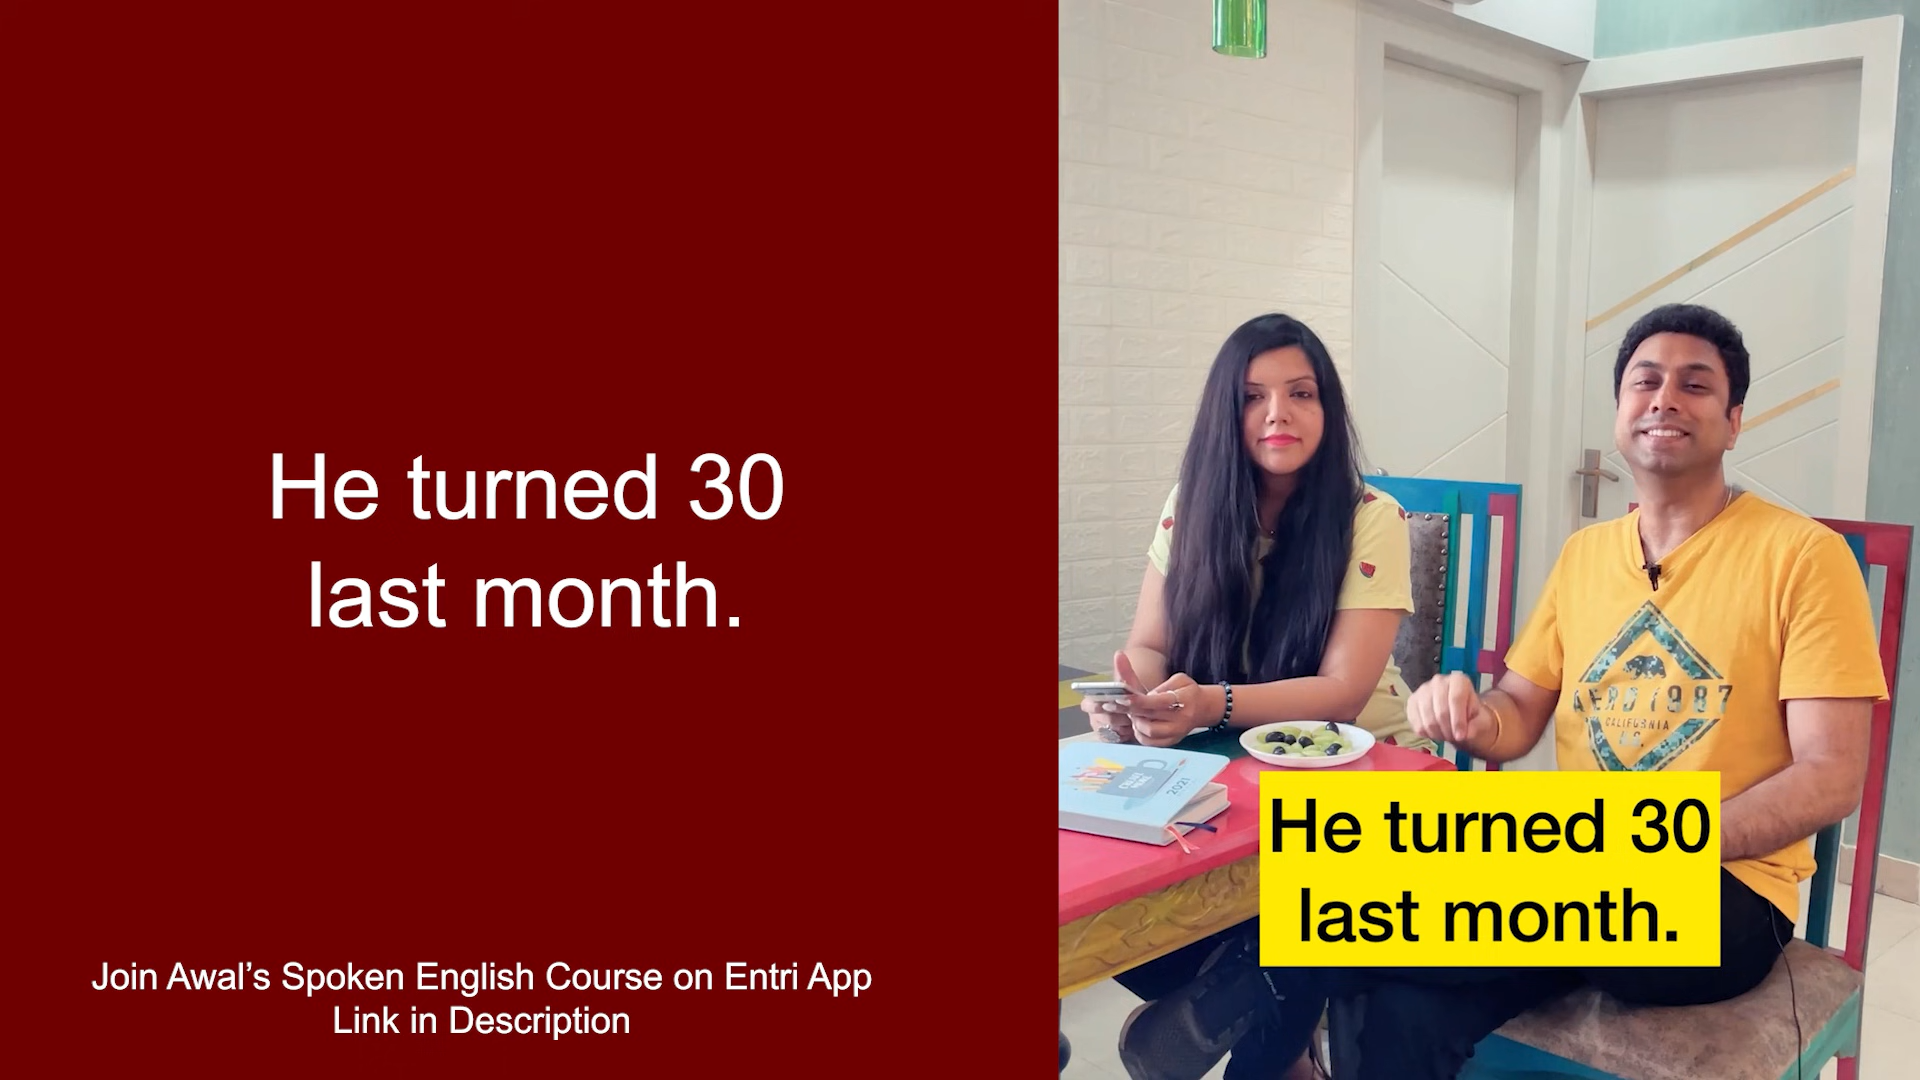 He turned 30
last month.
Join Awal's Spoken English Course on Entri App
Link in Description
1987
CALIFORNIA
2021
He turned 30
last month.